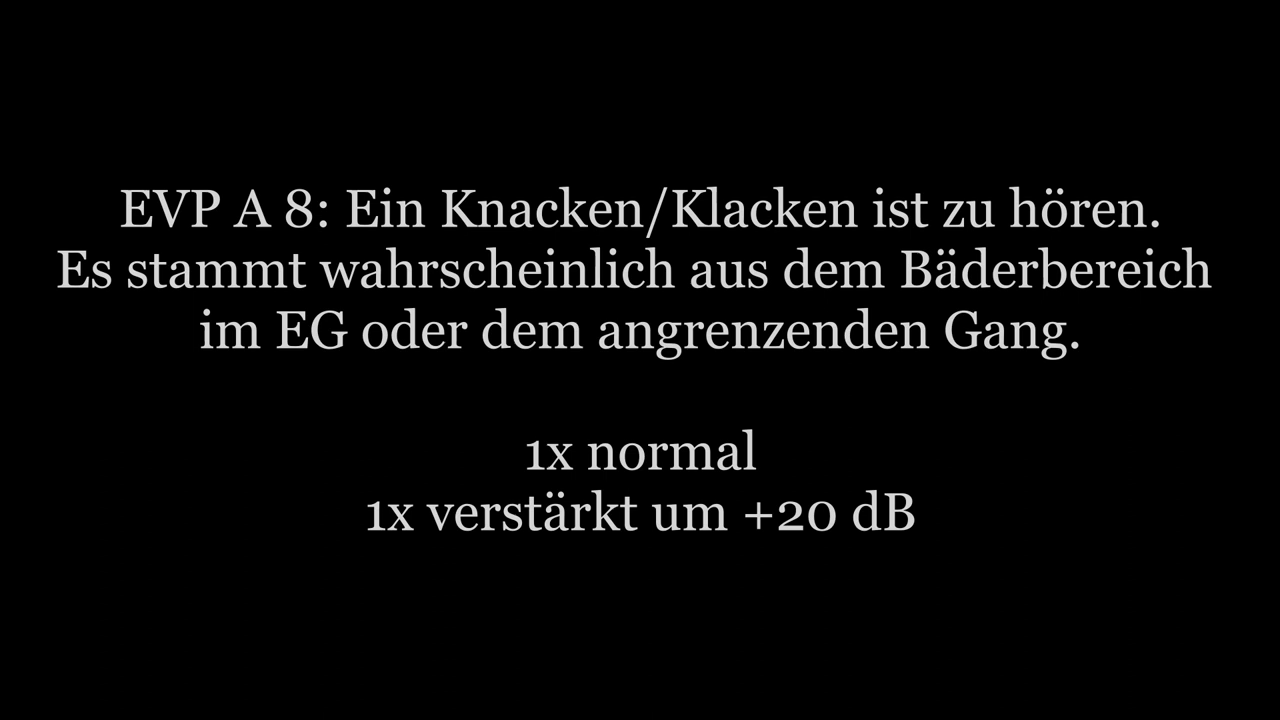 EVP A 8: Ein Knacken/Klacken ist zu hören.
Es stammt wahrscheinlich aus dem Bäderbereich
im EG oder dem angrenzenden Gang.
1x normal
1x verstärkt um +20 dB